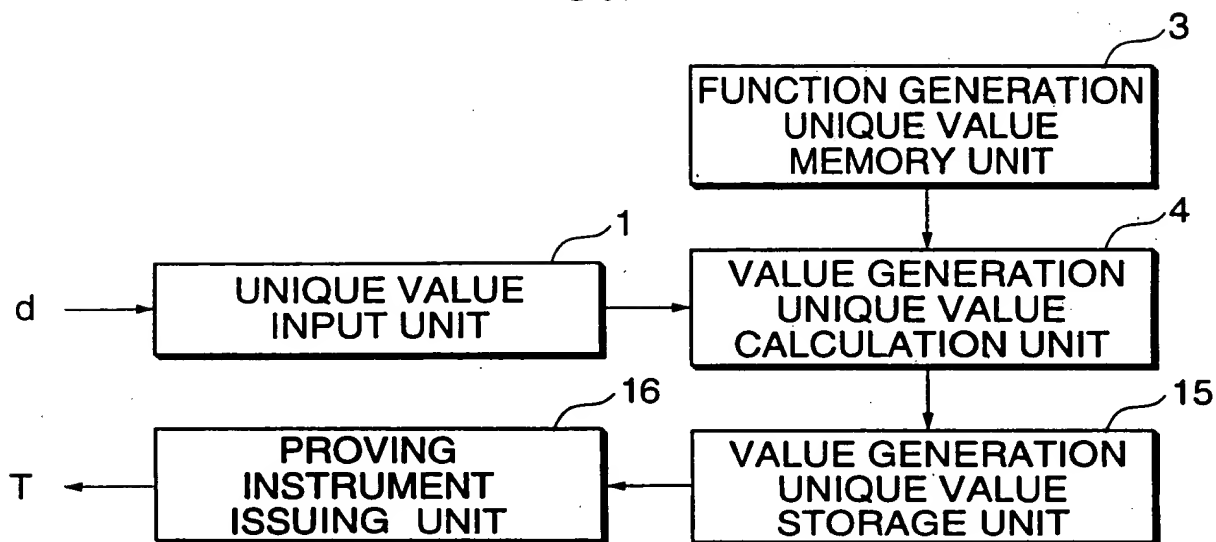 3
FUNCTION GENERATION
UNIQUE VALUE
MEMORY UNIT
1
4
d
UNIQUE VALUE
INPUT UNIT
VALUE GENERATION
UNIQUE VALUE
CALCULATION UNIT
16
15
T
PROVING
INSTRUMENT
ISSUING UNIT
VALUE GENERATION
UNIQUE VALUE
STORAGE UNIT